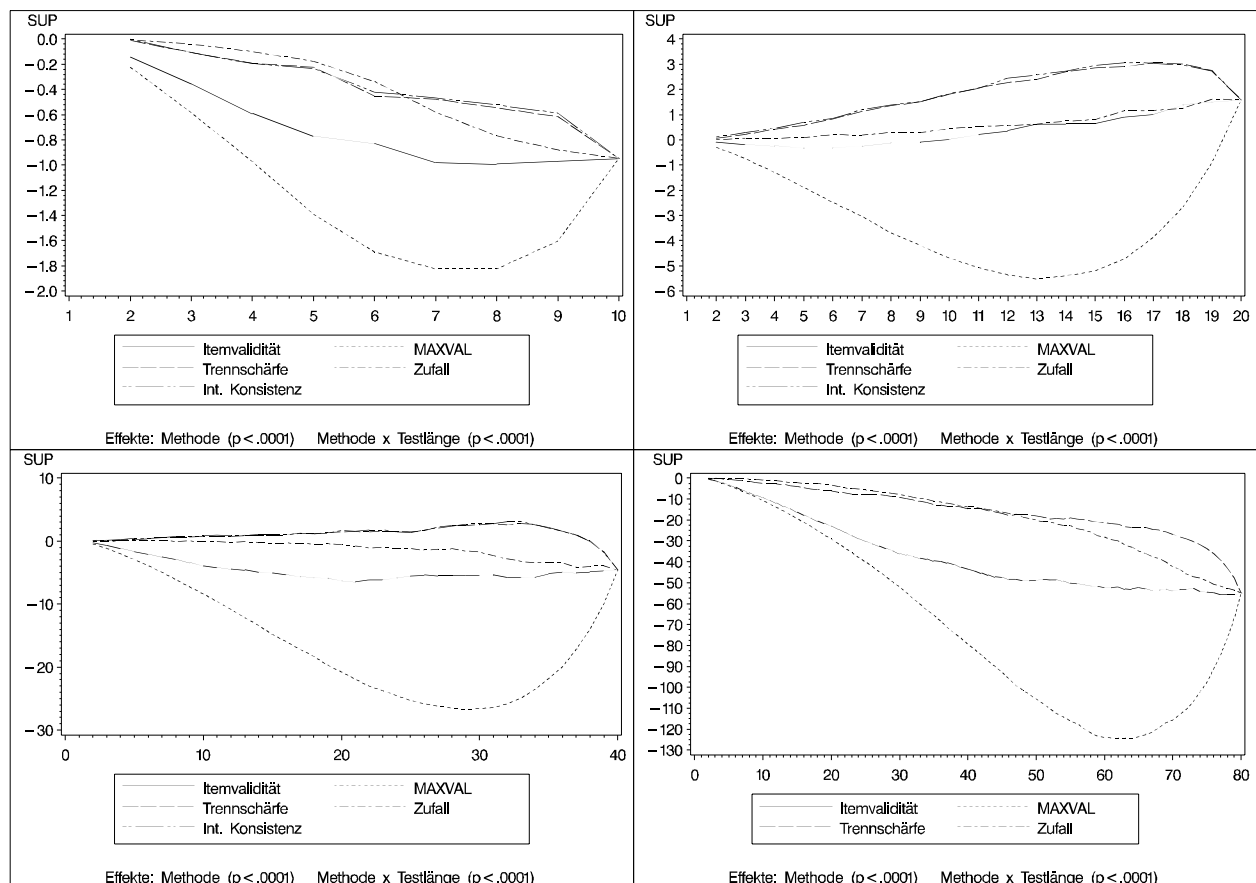 SUP
0.0
−0.2
−0.4
−0.6
−0.8
−1.0
−1.2
−1.4
−1.6
−1.8
−2.0
1 2 3 4 5 6 7 8 9 10
Itemvalidität MAXVAL
Trennschärfe Zufall
Int. Konsistenz
Effekte: Methode (p<.0001) Methode x Testlänge (p<.0001)
SUP
4
3
2
1
0
−1
−2
−3
−4
−5
−6
1 2 3 4 5 6 7 8 9 10 11 12 13 14 15 16 17 18 19 20
Itemvalidität MAXVAL
Trennschärfe Zufall
Int. Konsistenz
Effekte: Methode (p<.0001) Methode x Testlänge (p<.0001)
SUP
10
0
−10
−20
−30
0 10 20 30 40
Itemvalidität MAXVAL
Trennschärfe Zufall
Int. Konsistenz
Effekte: Methode (p<.0001) Methode x Testlänge (p<.0001)
SUP
0
−10
−20
−30
−40
−50
−60
−70
−80
−90
−100
−110
−120
−130
0 10 20 30 40 50 60 70 80
Itemvalidität MAXVAL
Trennschärfe Zufall
Effekte: Methode (p<.0001) Methode x Testlänge (p<.0001)